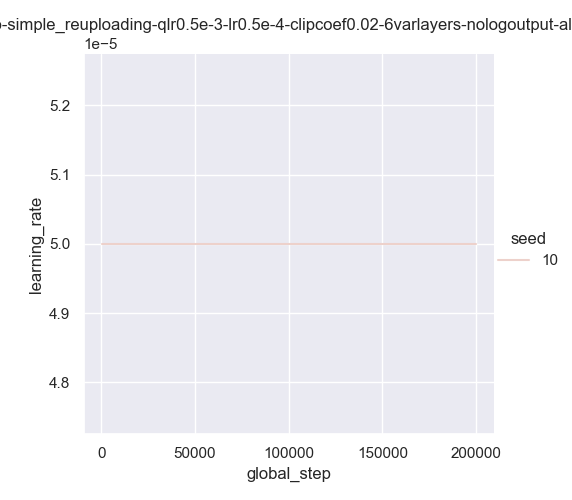 -simple_reuploading-qlr0.5e-3-lr0.5e-4-clipcoef0.02-6varlayers-nologoutput-al
1e−5
5.2
5.1
5.0
4.9
4.8
learning_rate
0
50000
100000
150000
200000
global_step
seed
10